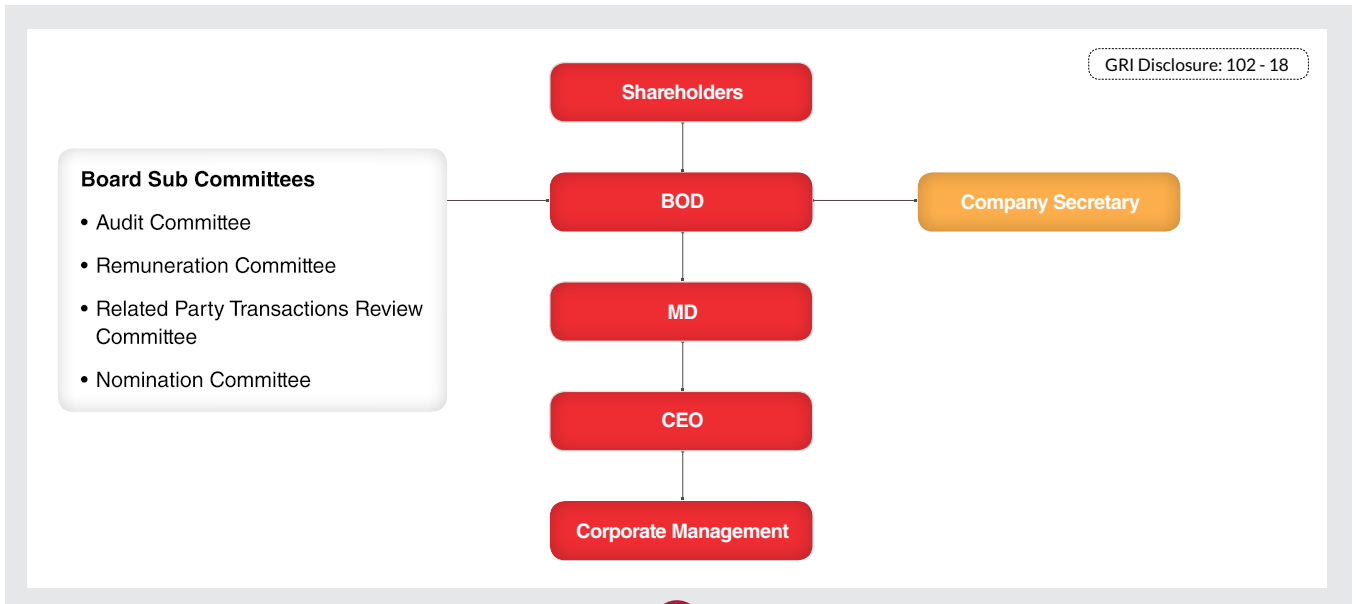 GRI Disclosure: 102 - 18
Shareholders
Board Sub Committees
• Audit Committee
• Remuneration Committee
• Related Party Transactions Review
Committee
• Nomination Committee
BOD
Company Secretary
MD
CEO
Corporate Management